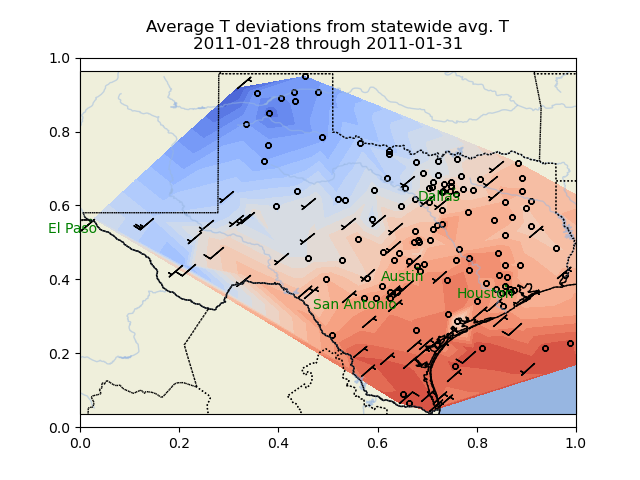 Average T deviations from statewide avg. T
2011-01-28 through 2011-01-31
1.0
0.8
0.6
0.4
0.2
0.0
Dallas
El Paso
Austin
Houston
San Antonio
0.0 0.2 0.4 0.6 0.8 1.0